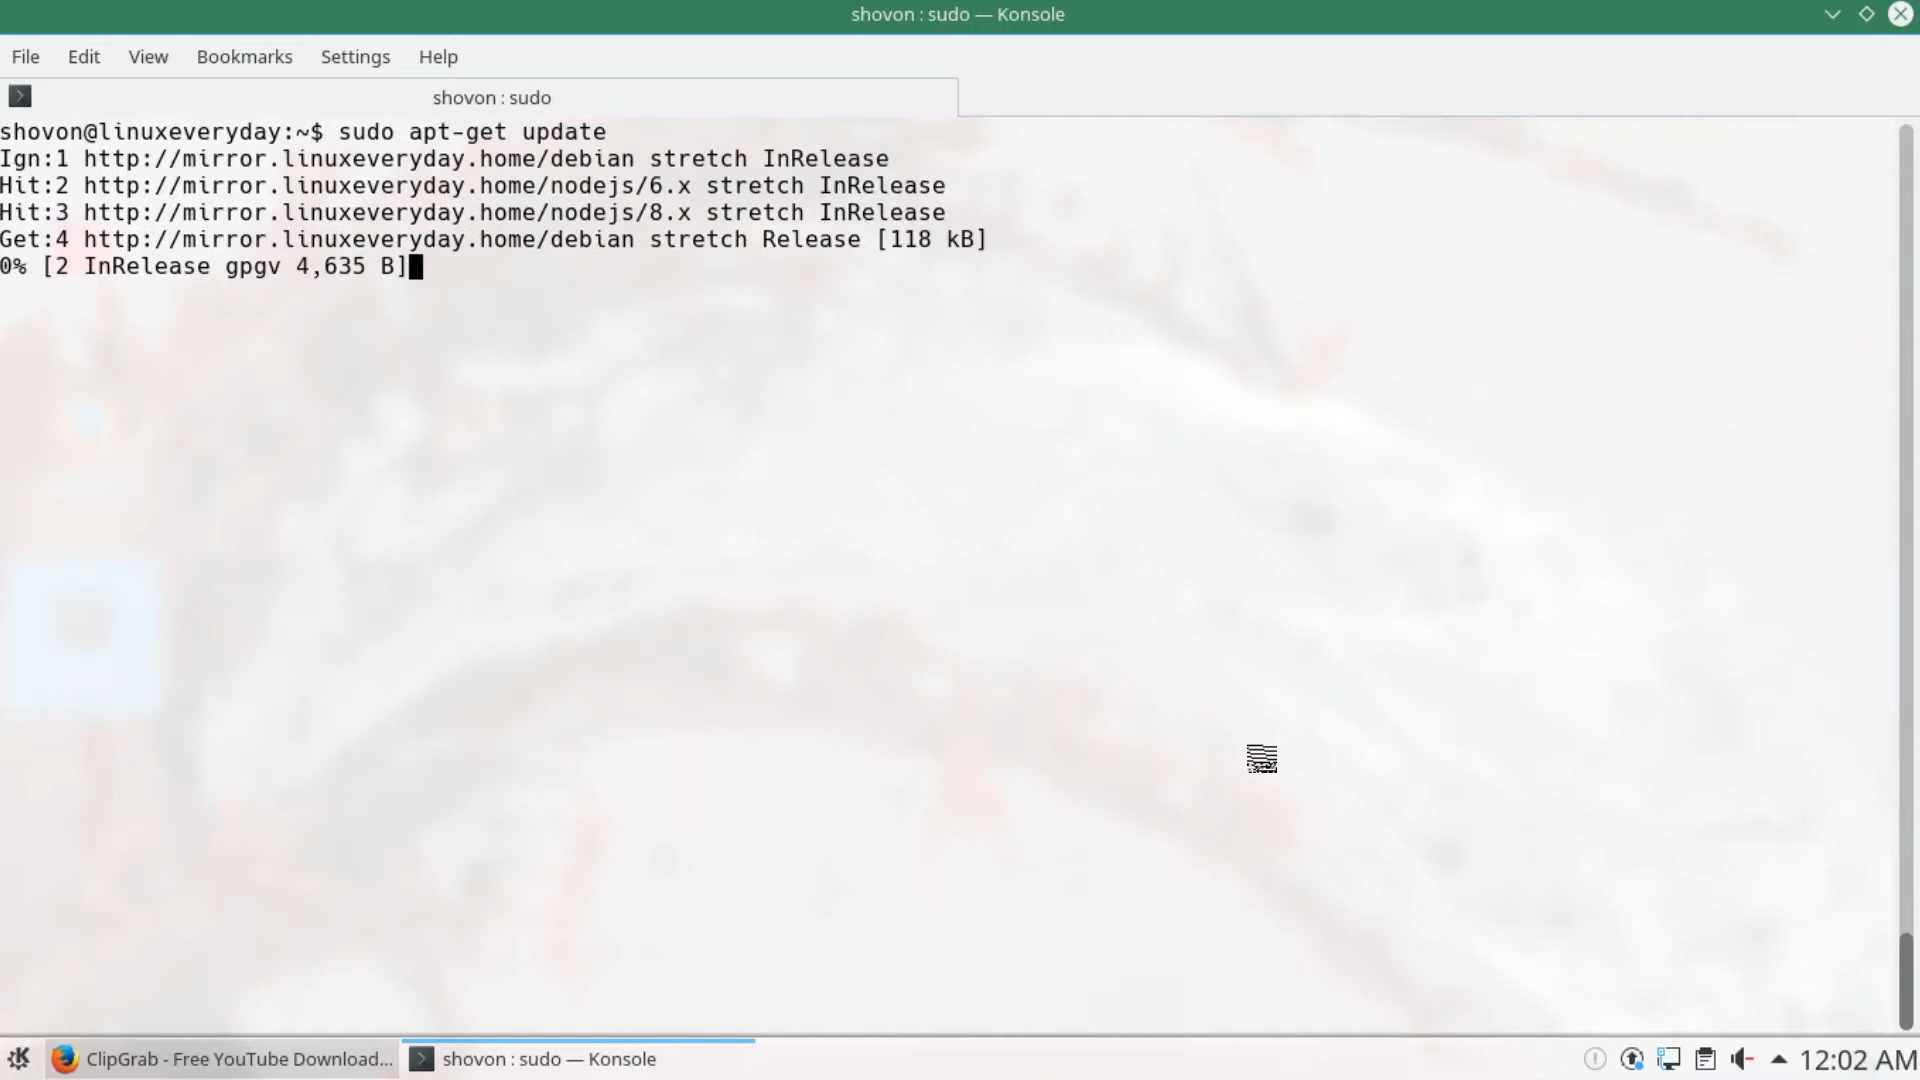 shovon : sudo — Konsole
File Edit View Bookmarks Settings Help
shovon : sudo
shovon@linuxeveryday:~$ sudo apt-get update
Ign:1 http://mirror.linuxeveryday.home/debian stretch InRelease
Hit:2 http://mirror.linuxeveryday.home/nodejs/6.x stretch InRelease
Hit:3 http://mirror.linuxeveryday.home/nodejs/8.x stretch InRelease
Get:4 http://mirror.linuxeveryday.home/debian stretch Release [118 kB]
0% [2 InRelease gpgv 4,635 B]
ClipGrab - Free YouTube Download... shovon : sudo — Konsole 12:02 AM